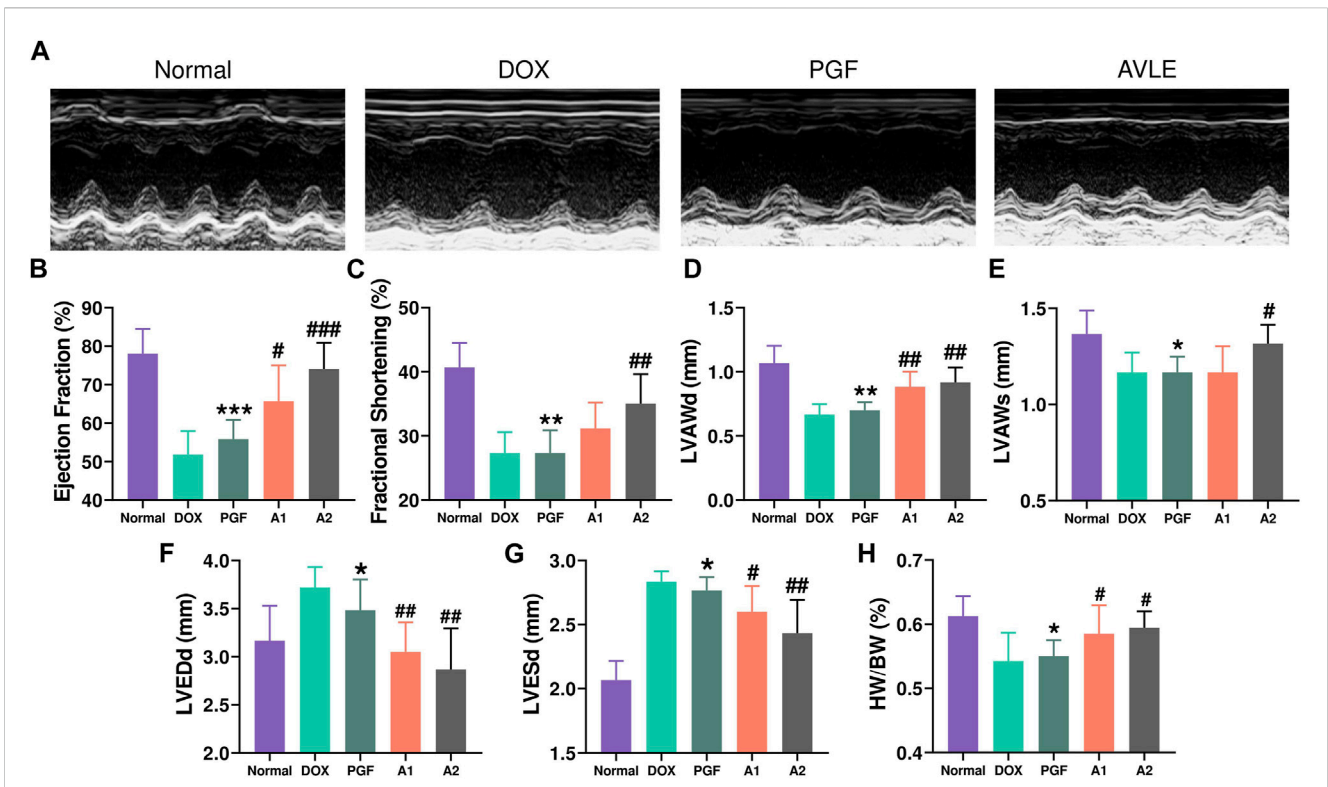 A
Normal DOX PGF AVLE
B C D E
Ejection Fraction (%)
90
80
70
60
50
40
# ### ***
Normal DOX PGF A1 A2
Fractional Shortening (%)
50
40
30
20
** ##
Normal DOX PGF A1 A2
LVAWd (mm)
1.5
1.0
0.5
0.0
** ## ##
Normal DOX PGF A1 A2
LVAWs (mm)
1.5
1.0
0.5
* #
Normal DOX PGF A1 A2
F G H
LVEDd (mm)
4.0
3.5
3.0
2.5
2.0
* ## ##
Normal DOX PGF A1 A2
LVESd (mm)
3.0
2.5
2.0
1.5
* # ##
Normal DOX PGF A1 A2
HW/BW (%)
0.7
0.6
0.5
0.4
* # #
Normal DOX PGF A1 A2